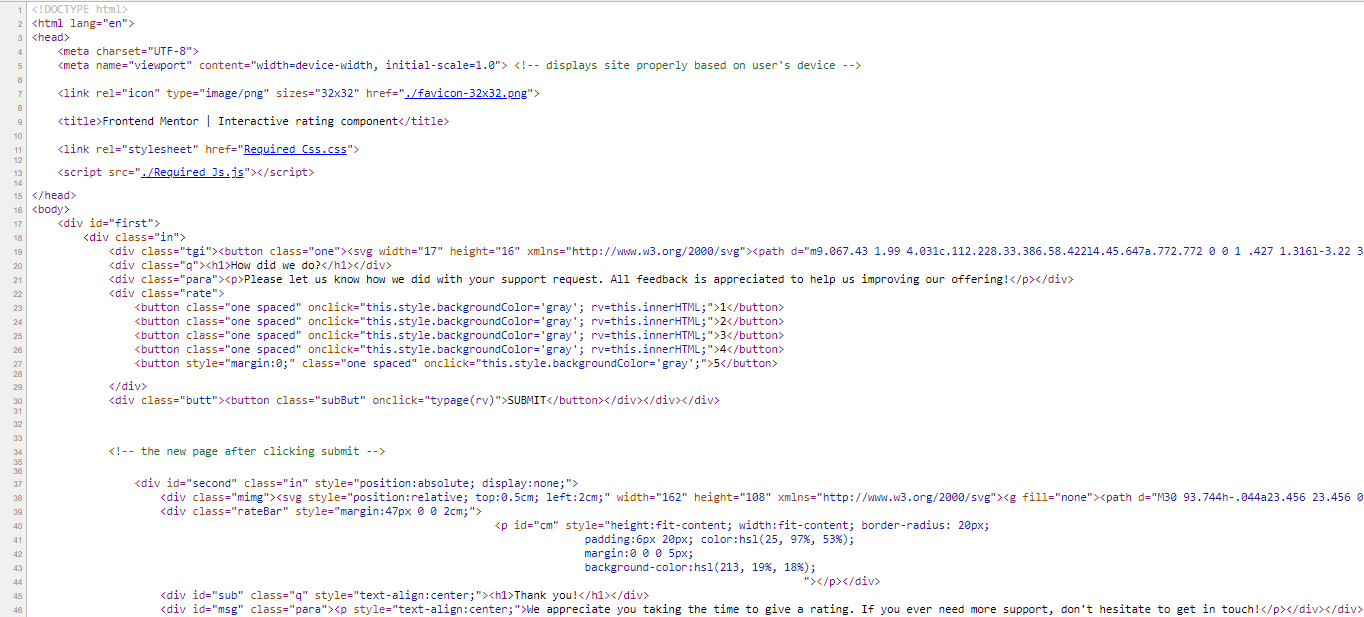 1 <!DOCTYPE html>
2 <html lang="en">
3 <head>
4 <meta charset="UTF-8">
5 <meta name="viewport" content="width=device-width, initial-scale=1.0"> <!-- displays site properly based on user's device -->
6
7 <link rel="icon" type="image/png" sizes="32x32" href="./favicon-32x32.png">
8
9 <title>Frontend Mentor | Interactive rating component</title>
10
11 <link rel="stylesheet" href="Required Css.css">
12
13 <script src="./Required Js.js"></script>
14
15 </head>
16 <body>
17 <div id="first">
18 <div class="in">
19 <div class="tgi"><button class="one"><svg width="17" height="16" xmlns="http://www.w3.org/2000/svg"><path d="m9.067.43 1.99 4.031c.112.228.33.386.58.42214.45.647a.772.772 0 0 1 .427 1.316l-3.22 3
20 <div class="q"><h1>How did we do?</h1></div>
21 <div class="para"><p>Please let us know how we did with your support request. All feedback is appreciated to help us improving our offering!</p></div>
22 <div class="rate">
23 <button class="one spaced" onclick="this.style.backgroundColor='gray'; rv=this.innerHTML;">1</button>
24 <button class="one spaced" onclick="this.style.backgroundColor='gray'; rv=this.innerHTML;">2</button>
25 <button class="one spaced" onclick="this.style.backgroundColor='gray'; rv=this.innerHTML;">3</button>
26 <button class="one spaced" onclick="this.style.backgroundColor='gray'; rv=this.innerHTML;">4</button>
27 <button style="margin:0;" class="one spaced" onclick="this.style.backgroundColor='gray';">5</button>
28
29 </div>
30 <div class="butt"><button class="subBut" onclick="typage(rv)">SUBMIT</button></div></div></div>
31
32
33
34 <!-- the new page after clicking submit -->
35
36
37 <div id="second" class="in" style="position:absolute; display:none;">
38 <div class="mimg"><svg style="position:relative; top:0.5cm; left:2cm;" width="162" height="108" xmlns="http://www.w3.org/2000/svg"><g fill="none"><path d="M30 93.744h-.044a23.456 23.456 0
39 <div class="rateBar" style="margin:47px 0 0 2cm;">
40 <p id="cm" style="height:fit-content; width:fit-content; border-radius: 20px;
41 padding:6px 20px; color:hsl(25, 97%, 53%);
42 margin:0 0 0 5px;
43 background-color:hsl(213, 19%, 18%);
44 "></p></div>
45 <div id="sub" class="q" style="text-align:center;"><h1>Thank you!</h1></div>
46 <div id="msg" class="para"><p style="text-align:center;">We appreciate you taking the time to give a rating. If you ever need more support, don't hesitate to get in touch!</p></div></div>